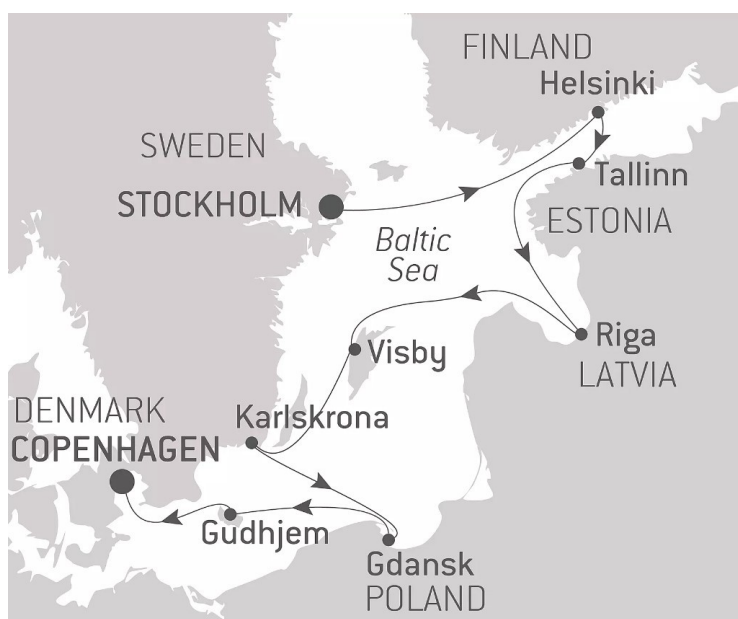 FINLAND
Helsinki
SWEDEN
Tallinn
STOCKHOLM
ESTONIA
Baltic
Sea
Riga
Visby
LATVIA
DENMARK
Karlskrona
COPENHAGEN
Gudhjem
Gdansk
POLAND